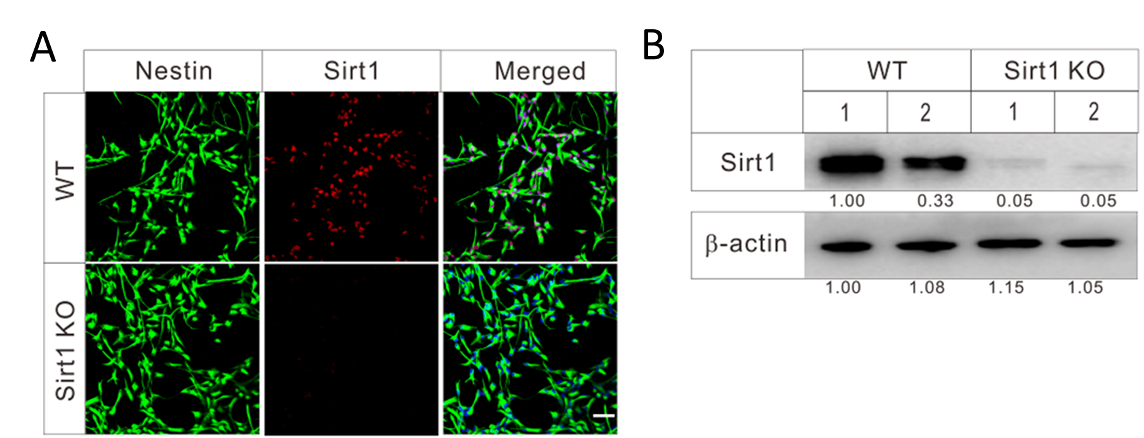 A
Nestin Sirt1 Merged
WT
Sirt1 KO
B
WT Sirt1 KO
1 2 1 2
Sirt1
1.00 0.33 0.05 0.05
β-actin
1.00 1.08 1.15 1.05